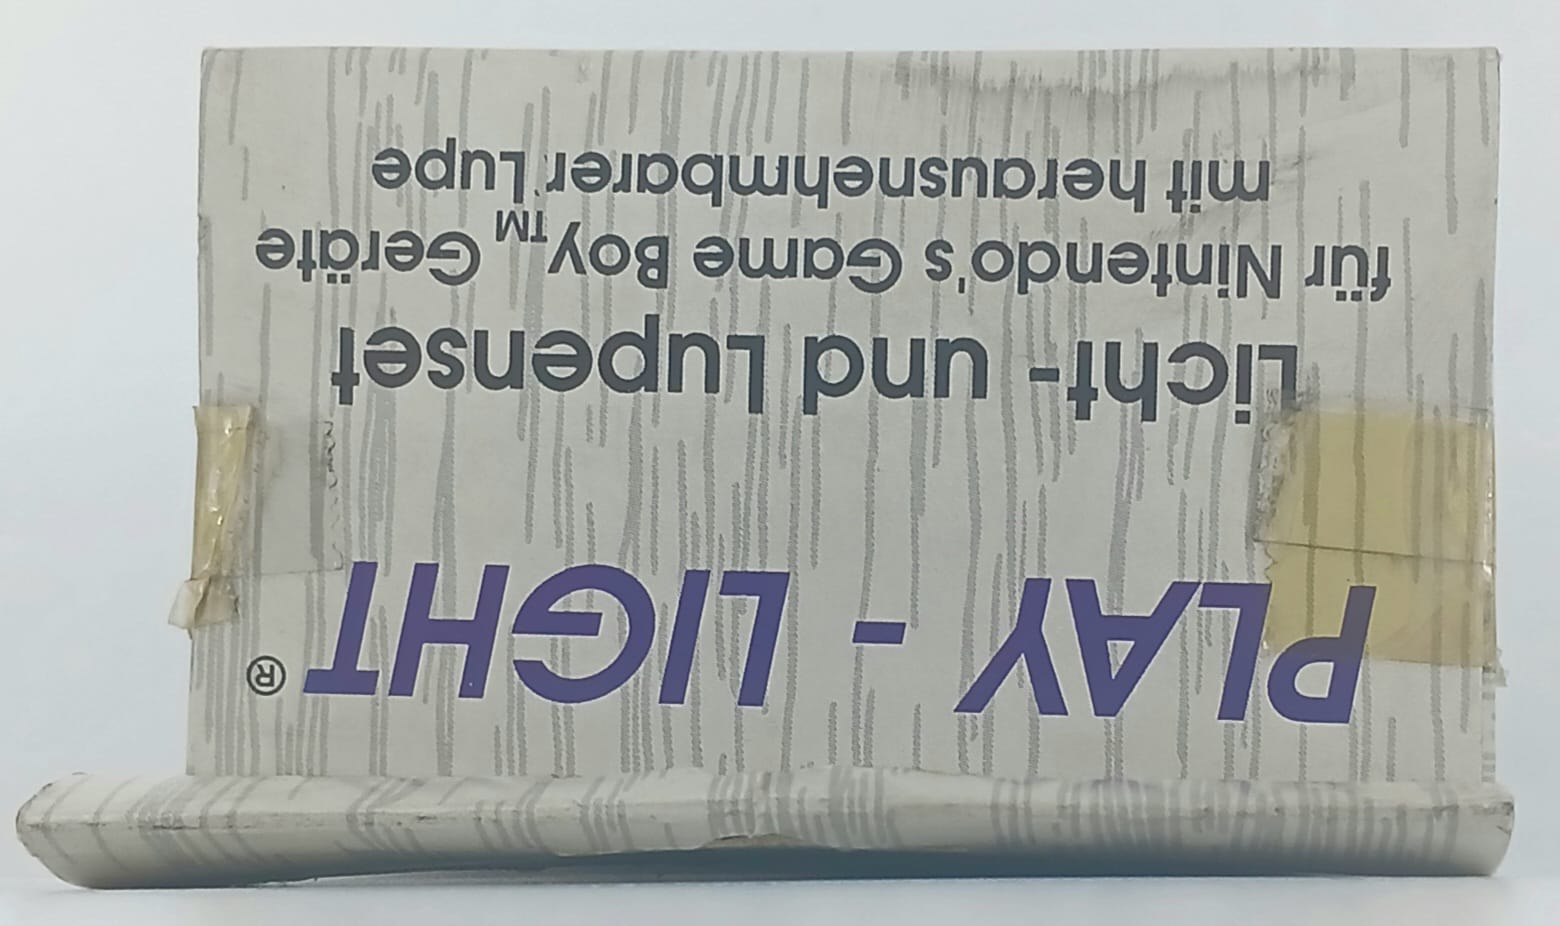 PLAY - LIGHT®
Licht- und Lupenset
für Nintendo's Game Boy™ Geräte
mit herausnehmbarer Lupe